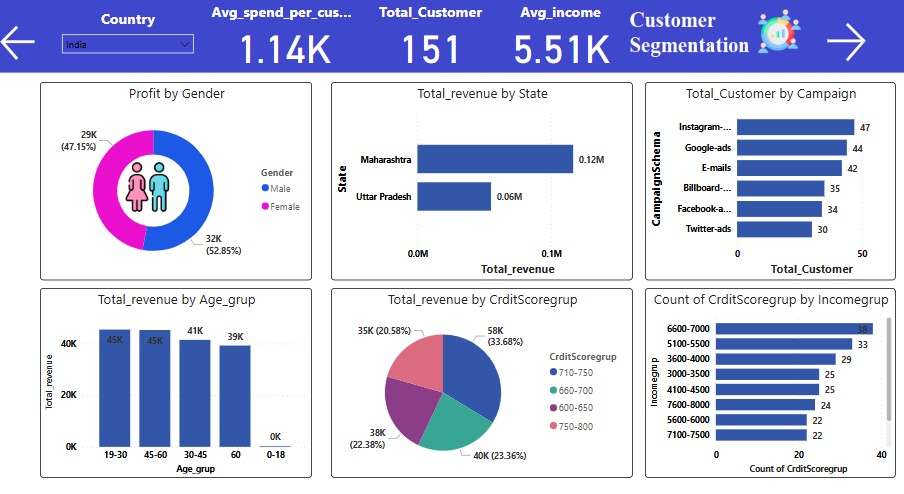 Country
India
Avg_spend_per_cus...
1.14K
Total_Customer
151
Avg_income
5.51K
Customer
Segmentation
Profit by Gender
29K
(47.15%)
32K
(52.85%)
Gender
Male
Female
Total_revenue by State
State
Maharashtra
0.12M
Uttar Pradesh
0.06M
0.0M
0.1M
Total_revenue
Total_Customer by Campaign
CampaignSchema
Instagram-...
47
Google-ads
44
E-mails
42
Billboard-...
35
Facebook-a...
34
Twitter-ads
30
0
50
Total_Customer
Total_revenue by Age_grup
Total_revenue
40K
20K
0K
45K
45K
41K
39K
0K
19-30
45-60
30-45
60
0-18
Age_grup
Total_revenue by CrditScoregrup
35K (20.58%)
58K
(33.68%)
38K
(22.38%)
40K (23.36%)
CrditScoregrup
710-750
660-700
600-650
750-800
Count of CrditScoregrup by Incomegrup
Incomegrup
6600-7000
38
5100-5500
33
3600-4000
29
3000-3500
25
4100-4500
25
7600-8000
24
5600-6000
22
7100-7500
22
0
20
40
Count of CrditScoregrup